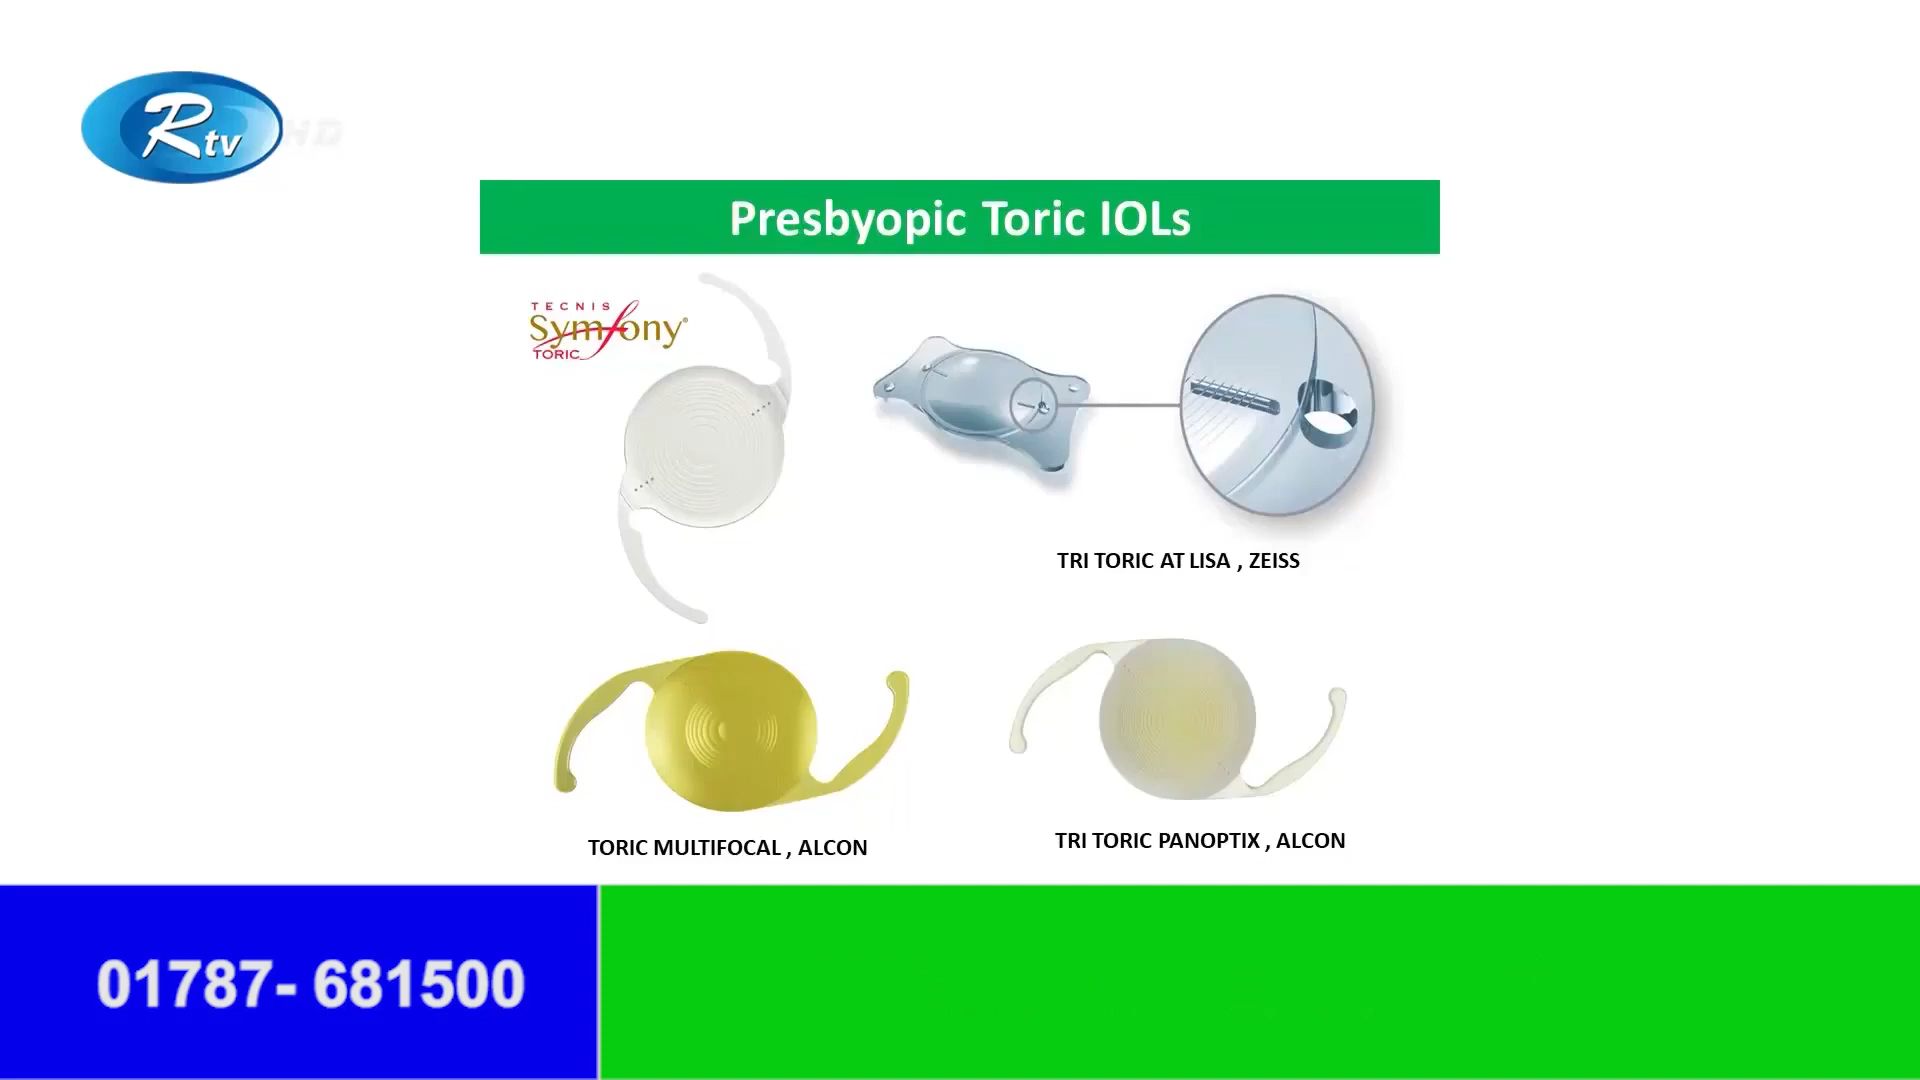 Rtv HD
Presbyopic Toric IOLs
TECNIS
Symfony®
TORIC
TRI TORIC AT LISA , ZEISS
TORIC MULTIFOCAL , ALCON
TRI TORIC PANOPTIX , ALCON
01787- 681500